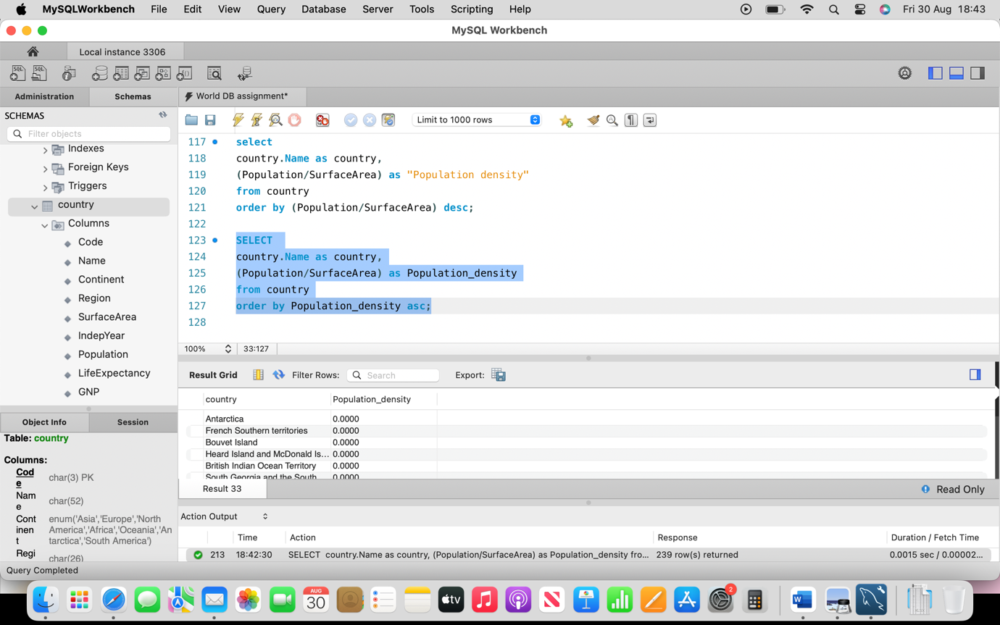 MySQLWorkbench File Edit View Query Database Server Tools Scripting Help Fri 30 Aug 18:43
MySQL Workbench
Local instance 3306
Administration Schemas World DB assignment*
SCHEMAS
Filter objects
Limit to 1000 rows
Indexes
Foreign Keys
Triggers
country
Columns
Code
Name
Continent
Region
SurfaceArea
IndepYear
Population
LifeExpectancy
GNP
117 select
118 country.Name as country,
119 (Population/SurfaceArea) as "Population density"
120 from country
121 order by (Population/SurfaceArea) desc;
122
123 SELECT
124 country.Name as country,
125 (Population/SurfaceArea) as Population_density
126 from country
127 order by Population_density asc;
128
100% 33:127
Result Grid Filter Rows: Search Export:
country Population_density
Antarctica 0.0000
French Southern territories 0.0000
Bouvet Island 0.0000
Heard Island and McDonald Is... 0.0000
British Indian Ocean Territory 0.0000
South Georgia and the South 0.0000
Result 33 Read Only
Object Info Session
Table: country
Columns:
Cod
e char(3) PK
Nam
e char(52)
Cont enum('Asia','Europe','North
inen America','Africa','Oceania','An
t tarctica','South America')
Regi char(26)
Action Output
Time Action Response Duration / Fetch Time
213 18:42:30 SELECT country.Name as country, (Population/SurfaceArea) as Population_density fro... 239 row(s) returned 0.0015 sec / 0.00002...
Query Completed
AUG
30
tv
2
W